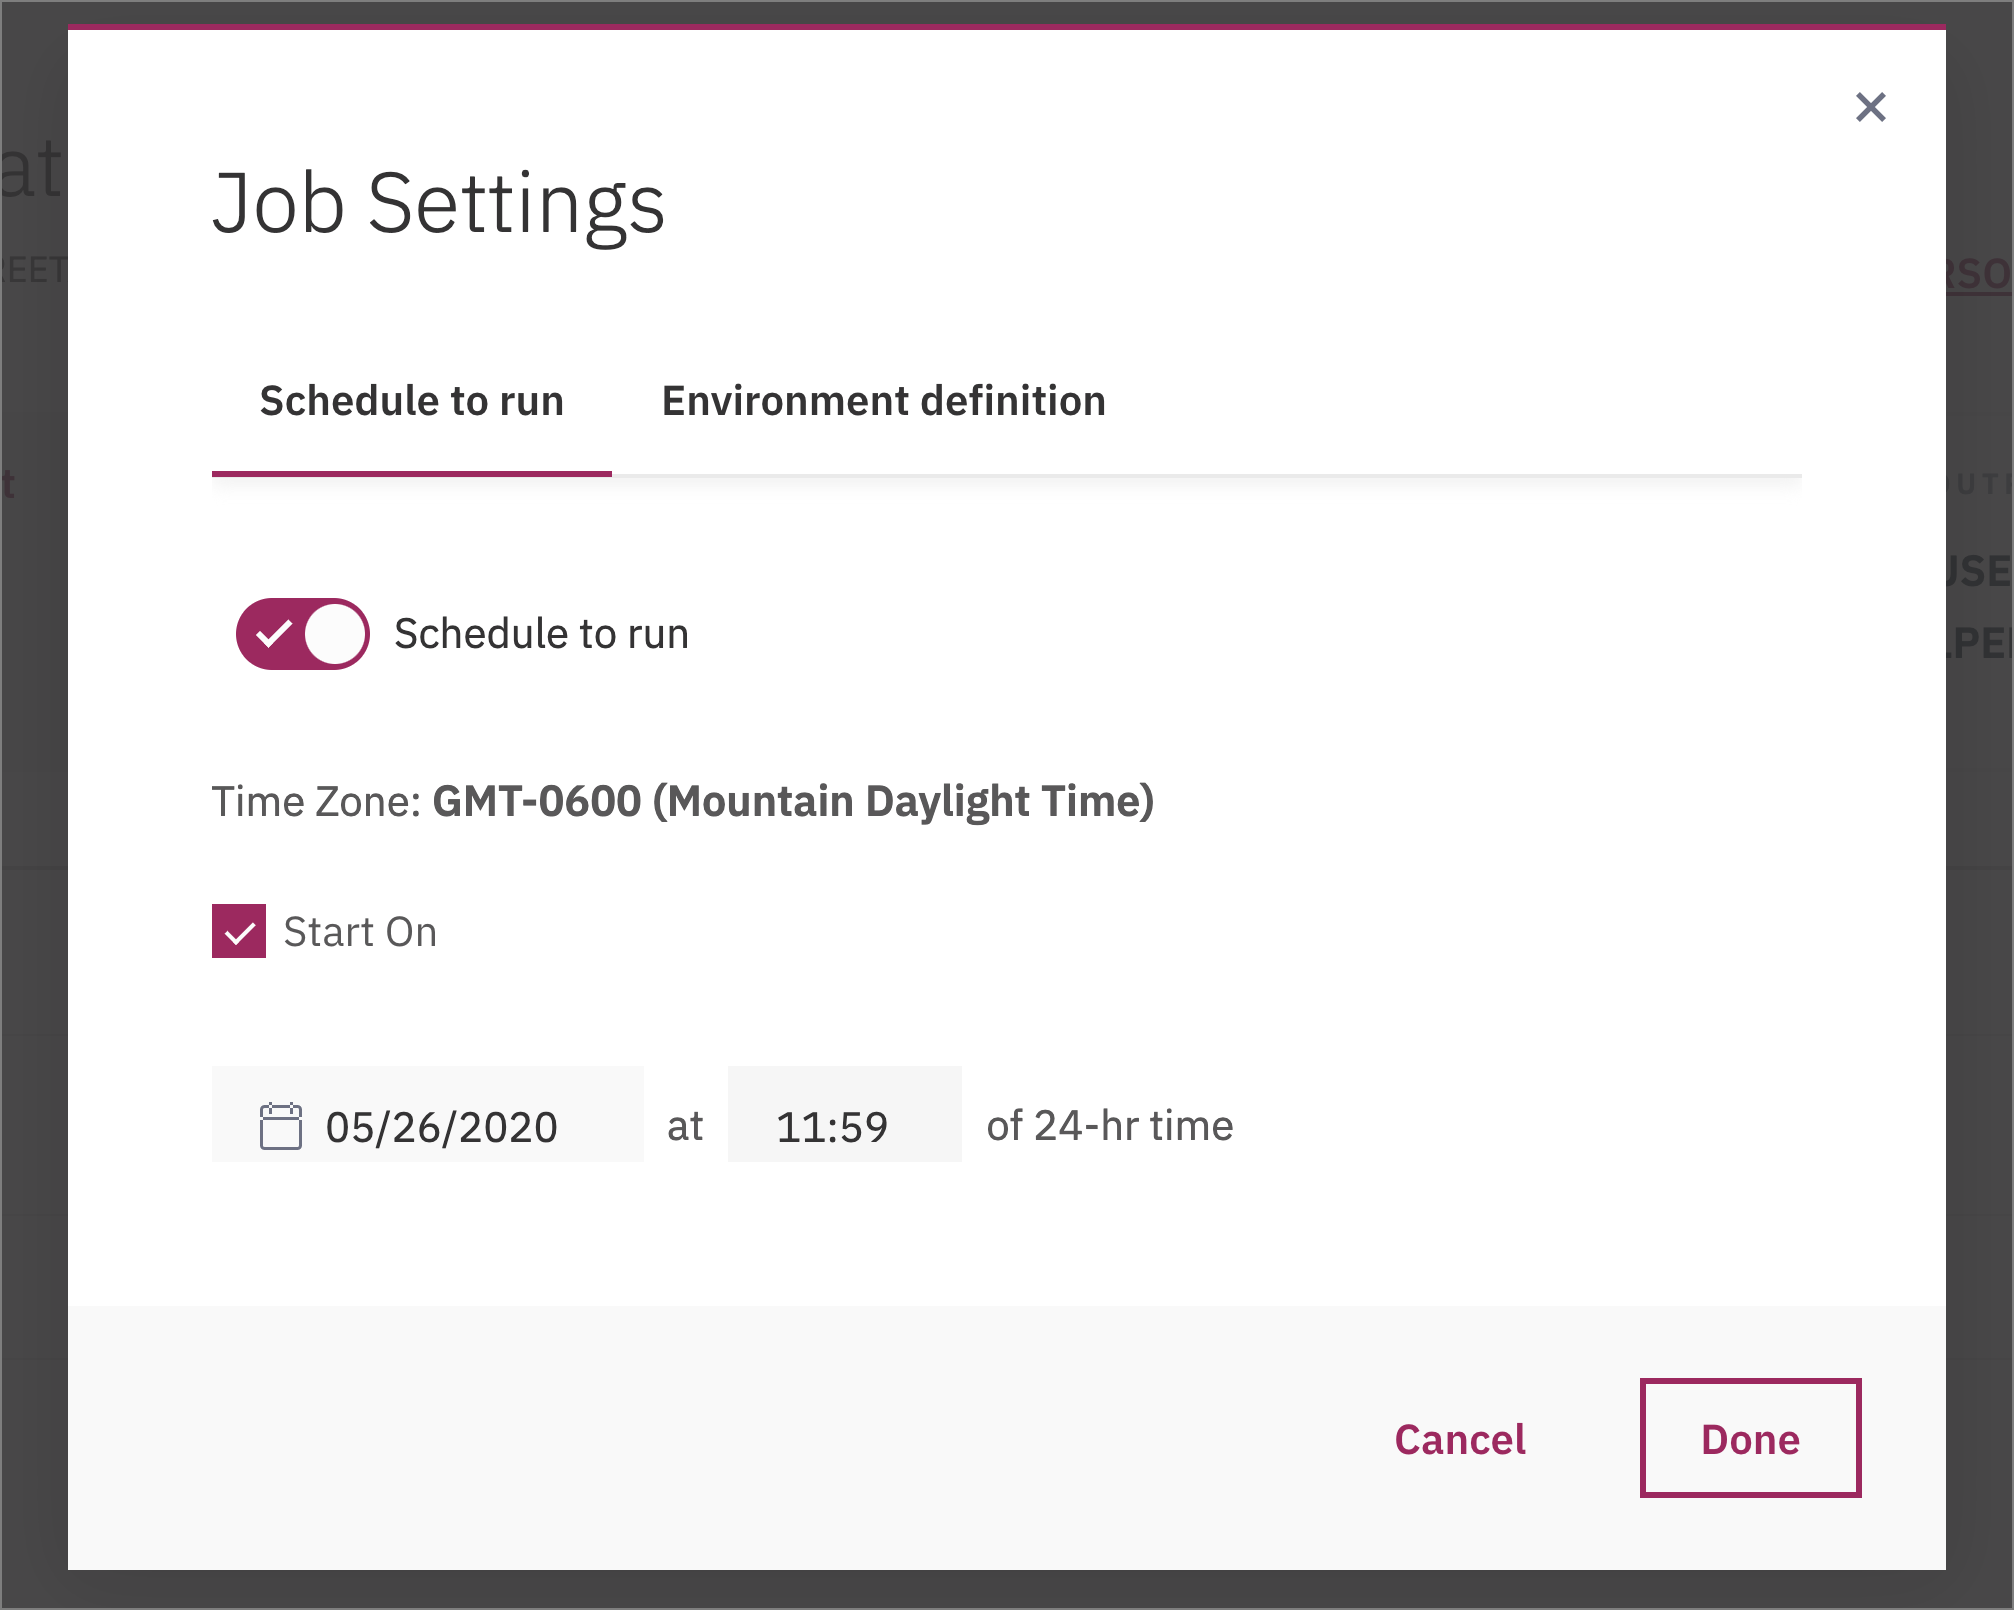 Job Settings
Schedule to run Environment definition
Schedule to run
Time Zone: GMT-0600 (Mountain Daylight Time)
Start On
05/26/2020 at 11:59 of 24-hr time
Cancel Done